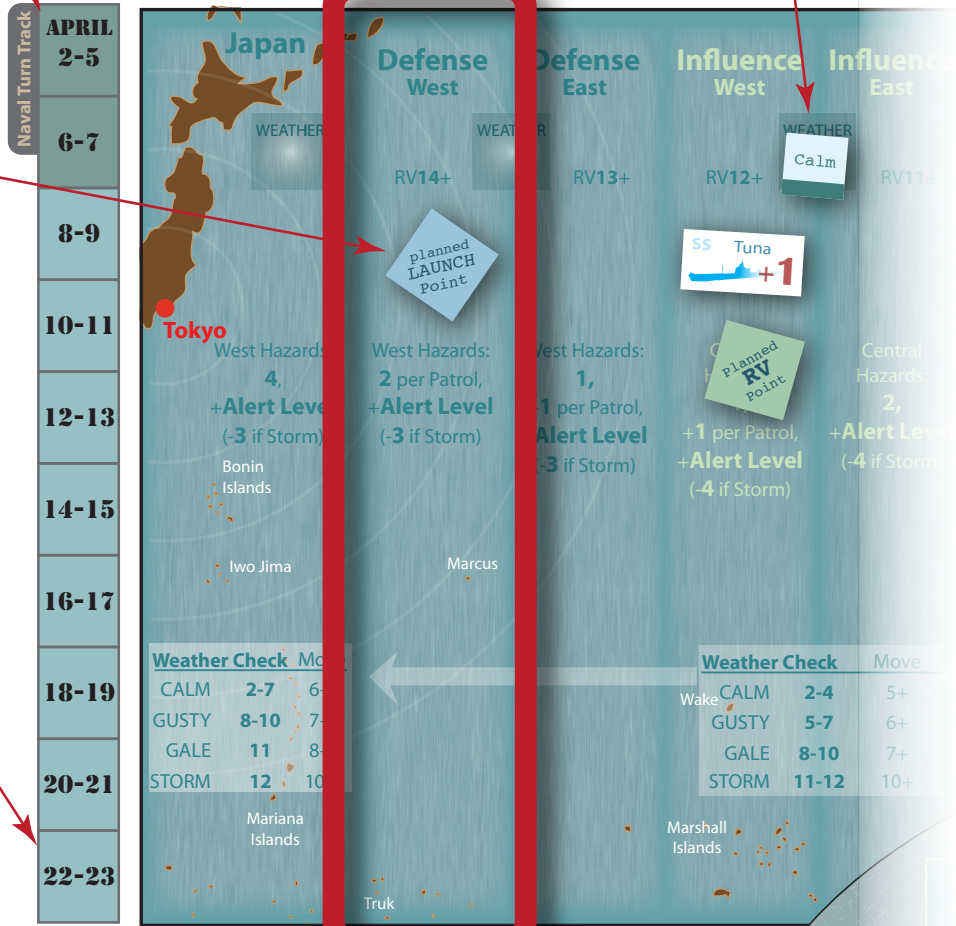 Naval Turn Track
APRIL
2-5
6-7
8-9
10-11
12-13
14-15
16-17
18-19
20-21
22-23
Japan
WEATHER
Tokyo
West Hazards
4,
+Alert Leve
(-3 if Storm)
Bonin
Islands
Iwo Jima
Weather Check Mo
CALM 2-7 6-
GUSTY 8-10 7-
GALE 11 8-
STORM 12 10
Mariana
Islands
Defense
West
WEAT
RV14+
planned
LAUNCH
Point
West Hazards:
2 per Patrol,
+Alert Level
(-3 if Storm)
Marcus
Truk
Defense
East
R
RV13+
West Hazards:
1,
1 per Patrol,
Alert Level
-3 if Storm)
Influence
West
WEATHER
Calm
RV12+
SS Tuna
+1
Planned
RV
Point
+1 per Patrol,
+Alert Level
(-4 if Storm)
Weather Check Move
CALM 2-4 5+
GUSTY 5-7 6+
GALE 8-10 7+
STORM 11-12 10+
Wake
Marshall
Islands
Influence
East
RV11+
Central
Hazards:
2,
+Alert Level
(-4 if Storm)